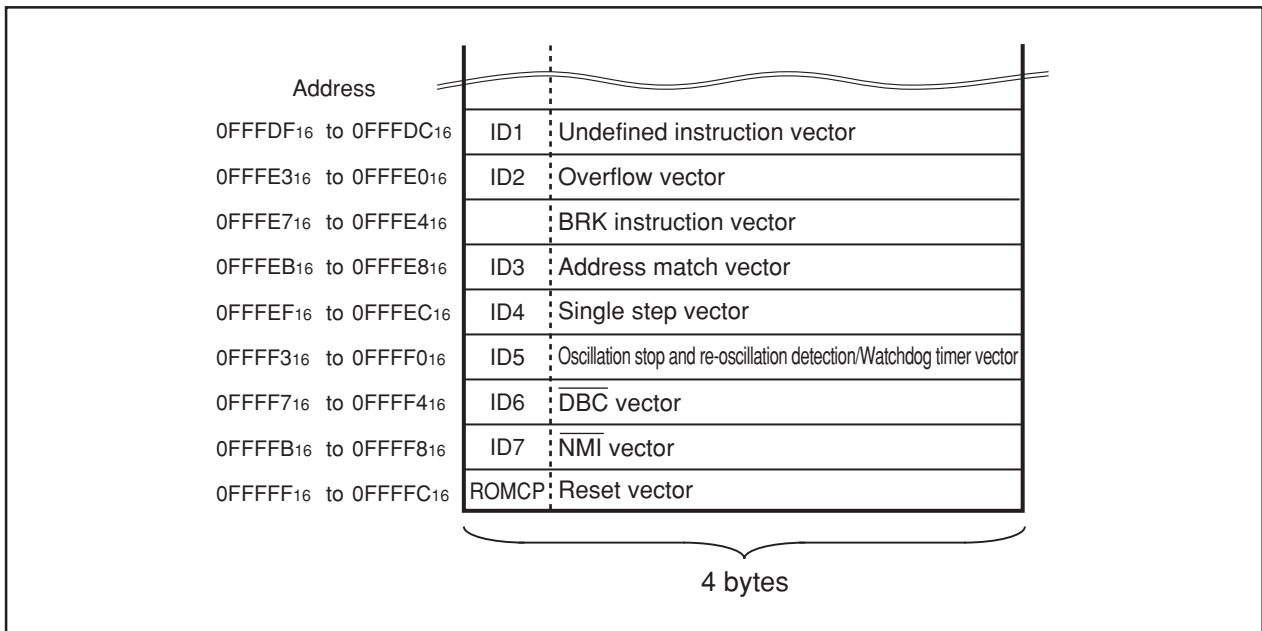 Address
0FFFDF16 to 0FFFDC16 ID1 Undefined instruction vector
0FFFE316 to 0FFFE016 ID2 Overflow vector
0FFFE716 to 0FFFE416 BRK instruction vector
0FFFEB16 to 0FFFE816 ID3 Address match vector
0FFFEF16 to 0FFFEC16 ID4 Single step vector
0FFFF316 to 0FFFF016 ID5 Oscillation stop and re-oscillation detection/Watchdog timer vector
0FFFF716 to 0FFFF416 ID6 DBC vector
0FFFFB16 to 0FFFF816 ID7 NMI vector
0FFFFF16 to 0FFFFC16 ROMCP Reset vector
4 bytes